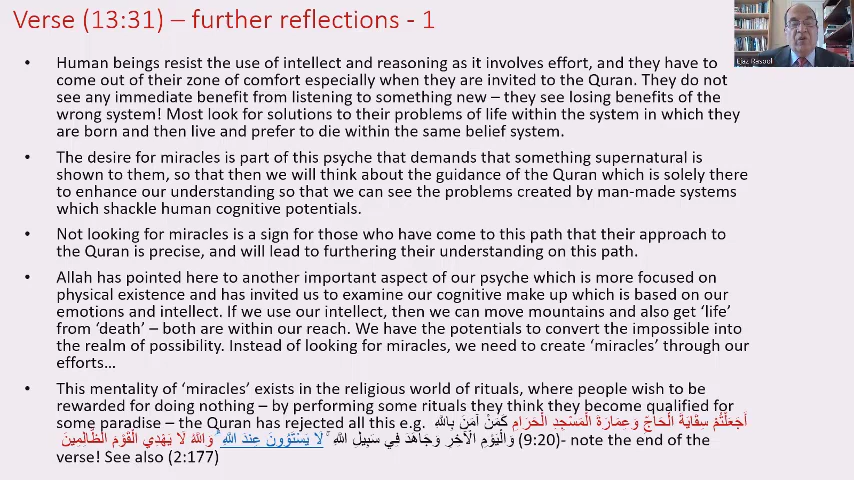 Verse (13:31) – further reflections - 1
Ejaz Rasool
• Human beings resist the use of intellect and reasoning as it involves effort, and they have to
come out of their zone of comfort especially when they are invited to the Quran. They do not
see any immediate benefit from listening to something new – they see losing benefits of the
wrong system! Most look for solutions to their problems of life within the system in which they
are born and then live and prefer to die within the same belief system.
• The desire for miracles is part of this psyche that demands that something supernatural is
shown to them, so that then we will think about the guidance of the Quran which is solely there
to enhance our understanding so that we can see the problems created by man-made systems
which shackle human cognitive potentials.
• Not looking for miracles is a sign for those who have come to this path that their approach to
the Quran is precise, and will lead to furthering their understanding on this path.
• Allah has pointed here to another important aspect of our psyche which is more focused on
physical existence and has invited us to examine our cognitive make up which is based on our
emotions and intellect. If we use our intellect, then we can move mountains and also get ‘life’
from ‘death’ – both are within our reach. We have the potentials to convert the impossible into
the realm of possibility. Instead of looking for miracles, we need to create ‘miracles’ through our
efforts…
• This mentality of ‘miracles’ exists in the religious world of rituals, where people wish to be
rewarded for doing nothing – by performing some rituals they think they become qualified for
some paradise – the Quran has rejected all this e.g. أَجَعَلْتُمْ سِقَايَةَ الْحَاجِّ وَعِمَارَةَ الْمَسْجِدِ الْحَرَامِ كَمَنْ آمَنَ بِاللَّهِ
وَالْيَوْمِ الْآخِرِ وَجَاهَدَ فِي سَبِيلِ اللَّهِ ۚ لَا يَسْتَوُونَ عِندَ اللَّهِ ۗ وَاللَّهُ لَا يَهْدِي الْقَوْمَ الظَّالِمِينَ (9:20)- note the end of the
verse! See also (2:177)